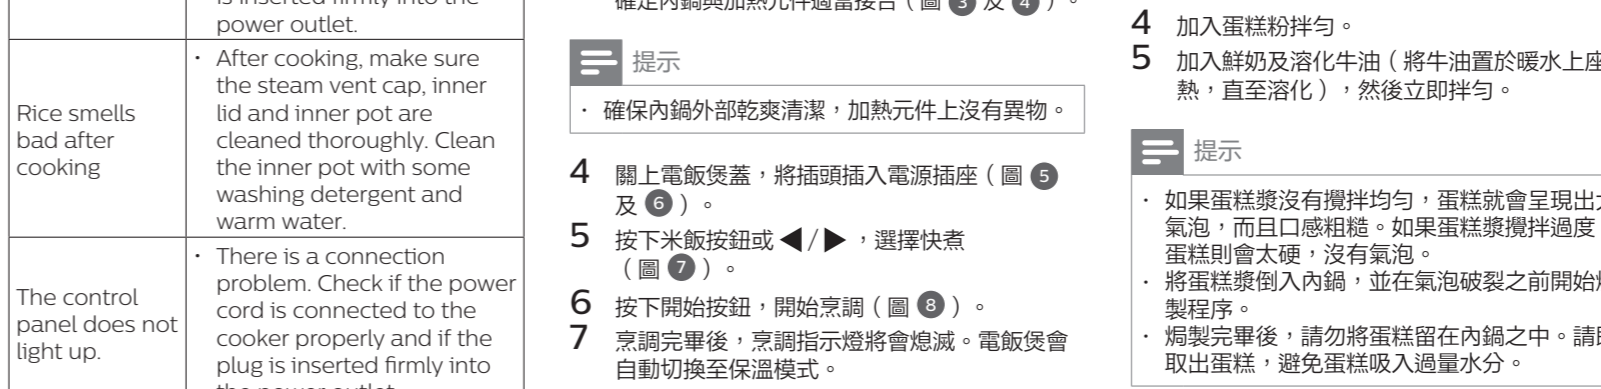 is inserted firmly into the
power outlet.
Rice smells
bad after
cooking
· After cooking, make sure
the steam vent cap, inner
lid and inner pot are
cleaned thoroughly. Clean
the inner pot with some
washing detergent and
warm water.
The control
panel does not
light up.
· There is a connection
problem. Check if the power
cord is connected to the
cooker properly and if the
plug is inserted firmly into
the power outlet.
確定內鍋與加熱元件適當接合（圖 3 及 4）。
提示
· 確保內鍋外部乾爽清潔，加熱元件上沒有異物。
4 關上電飯煲蓋，將插頭插入電源插座（圖 5
及 6）。
5 按下米飯按鈕或 ◀/▶ ，選擇快煮
（圖 7）。
6 按下開始按鈕，開始烹調（圖 8）。
7 烹調完畢後，烹調指示燈將會熄滅。電飯煲會
自動切換至保溫模式。
4 加入蛋糕粉拌勻。
5 加入鮮奶及溶化牛油（將牛油置於暖水上座
熱，直至溶化），然後立即拌勻。
提示
· 如果蛋糕漿沒有攪拌均勻，蛋糕就會呈現出
氣泡，而且口感粗糙。如果蛋糕漿攪拌過度
蛋糕則會太硬，沒有氣泡。
· 將蛋糕漿倒入內鍋，並在氣泡破裂之前開始
製程序。
· 焗製完畢後，請勿將蛋糕留在內鍋之中。請
取出蛋糕，避免蛋糕吸入過量水分。